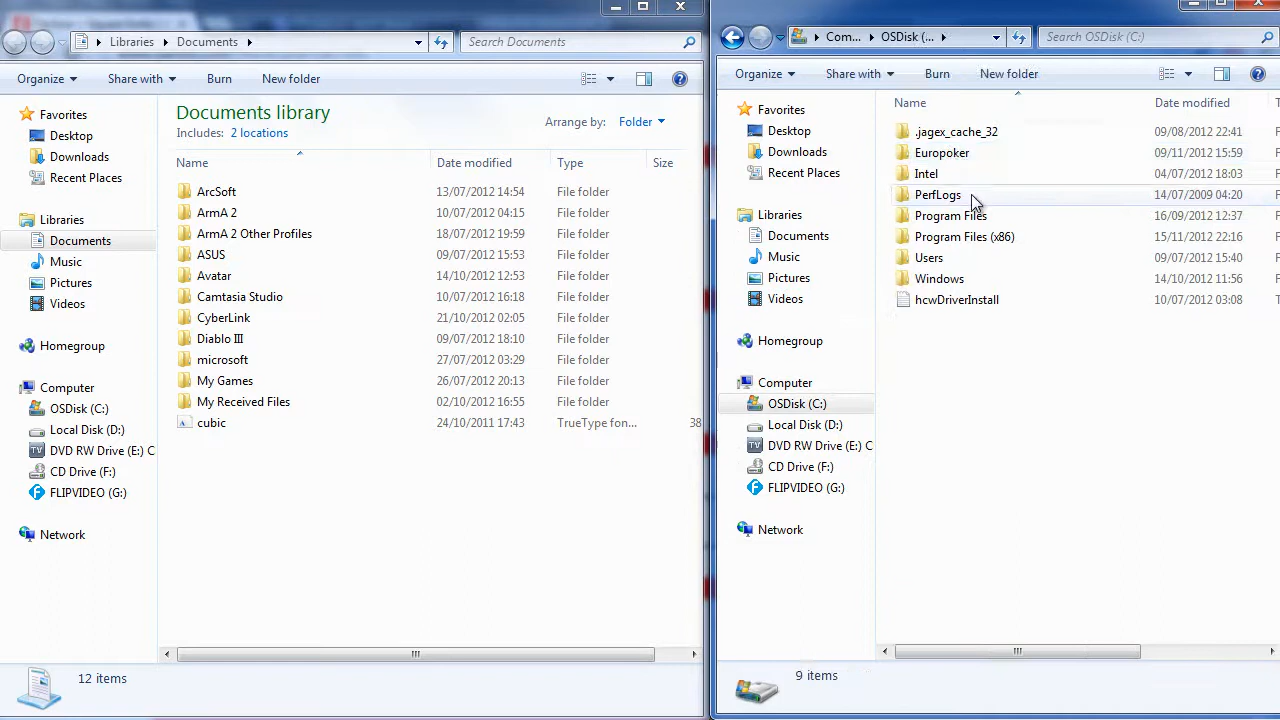 Libraries Documents
Search Documents
Organize Share with Burn New folder
Favorites
Desktop
Downloads
Recent Places
Libraries
Documents
Music
Pictures
Videos
Homegroup
Computer
OSDisk (C:)
Local Disk (D:)
DVD RW Drive (E:) C
CD Drive (F:)
FLIPVIDEO (G:)
Network
Documents library
Includes: 2 locations
Arrange by: Folder
Name Date modified Type Size
ArcSoft 13/07/2012 14:54 File folder
ArmA 2 10/07/2012 04:15 File folder
ArmA 2 Other Profiles 18/07/2012 19:59 File folder
ASUS 09/07/2012 15:53 File folder
Avatar 14/10/2012 12:53 File folder
Camtasia Studio 10/07/2012 16:18 File folder
CyberLink 21/10/2012 02:05 File folder
Diablo III 09/07/2012 18:10 File folder
microsoft 27/07/2012 03:29 File folder
My Games 26/07/2012 20:13 File folder
My Received Files 02/10/2012 16:55 File folder
cubic 24/10/2011 17:43 TrueType fon... 38
12 items
Com... OSDisk (...
Search OSDisk (C:)
Organize Share with Burn New folder
Favorites
Desktop
Downloads
Recent Places
Libraries
Documents
Music
Pictures
Videos
Homegroup
Computer
OSDisk (C:)
Local Disk (D:)
DVD RW Drive (E:) C
CD Drive (F:)
FLIPVIDEO (G:)
Network
Name Date modified T
.jagex_cache_32 09/08/2012 22:41 F
Europoker 09/11/2012 15:59 F
Intel 04/07/2012 18:03 F
PerfLogs 14/07/2009 04:20 F
Program Files 16/09/2012 12:37 F
Program Files (x86) 15/11/2012 22:16 F
Users 09/07/2012 15:40 F
Windows 14/10/2012 11:56 F
hcwDriverInstall 10/07/2012 03:08 T
9 items